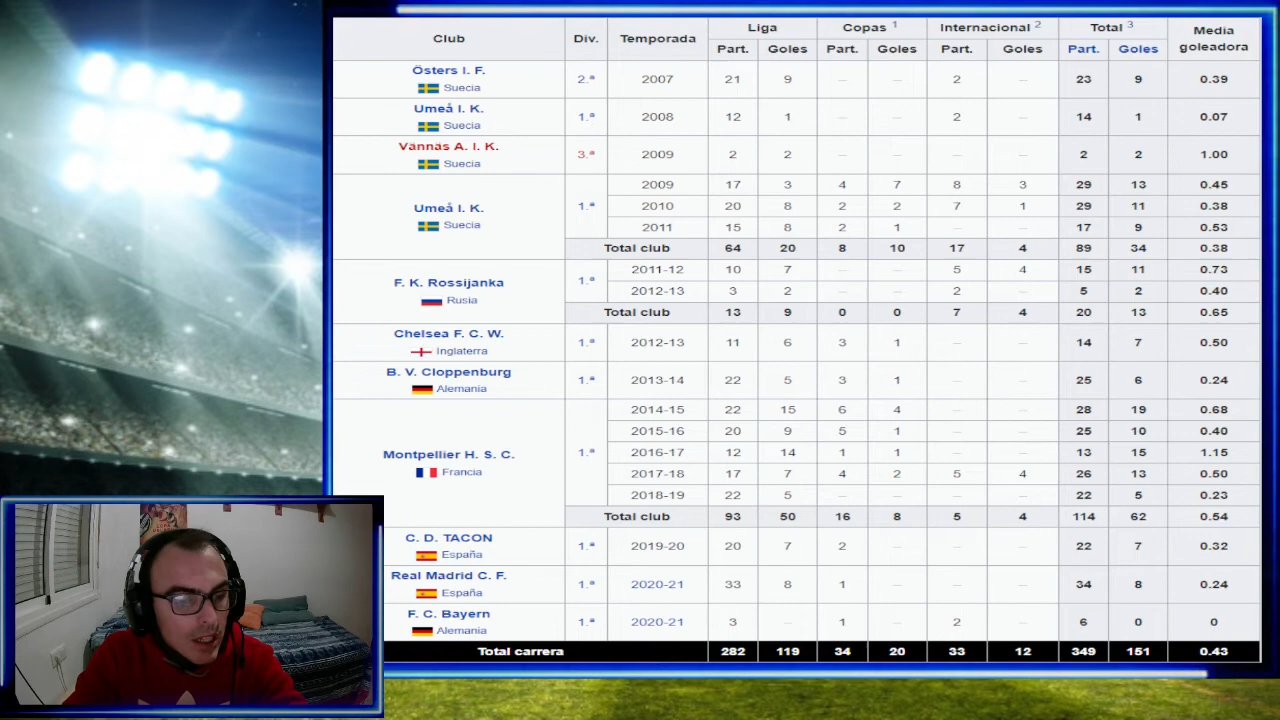 Club Div. Temporada Liga Copas 1 Internacional 2 Total 3 Media goleadora
Part. Goles Part. Goles Part. Goles Part. Goles
Östers I. F. Suecia 2.ª 2007 21 9 – – 2 – 23 9 0.39
Umeå I. K. Suecia 1.ª 2008 12 1 – – 2 – 14 1 0.07
Vännäs A. I. K. Suecia 3.ª 2009 2 2 – – – – 2 2 1.00
Umeå I. K. Suecia 1.ª 2009 17 3 4 7 8 3 29 13 0.45
2010 20 8 2 2 7 1 29 11 0.38
2011 15 8 2 1 – – 17 9 0.53
Total club 64 20 8 10 17 4 89 34 0.38
F. K. Rossijanka Rusia 1.ª 2011-12 10 7 – – 5 4 15 11 0.73
2012-13 3 2 – – 2 – 5 2 0.40
Total club 13 9 0 0 7 4 20 13 0.65
Chelsea F. C. W. Inglaterra 1.ª 2012-13 11 6 3 1 – – 14 7 0.50
B. V. Cloppenburg Alemania 1.ª 2013-14 22 5 3 1 – – 25 6 0.24
Montpellier H. S. C. Francia 1.ª 2014-15 22 15 6 4 – – 28 19 0.68
2015-16 20 9 5 1 – – 25 10 0.40
2016-17 12 14 1 1 – – 13 15 1.15
2017-18 17 7 4 2 5 4 26 13 0.50
2018-19 22 5 – – – – 22 5 0.23
Total club 93 50 16 8 5 4 114 62 0.54
C. D. TACON España 1.ª 2019-20 20 7 2 – – – 22 7 0.32
Real Madrid C. F. España 1.ª 2020-21 33 8 1 – – – 34 8 0.24
F. C. Bayern Alemania 1.ª 2020-21 3 – 1 – 2 – 6 0 0
Total carrera 282 119 34 20 33 12 349 151 0.43